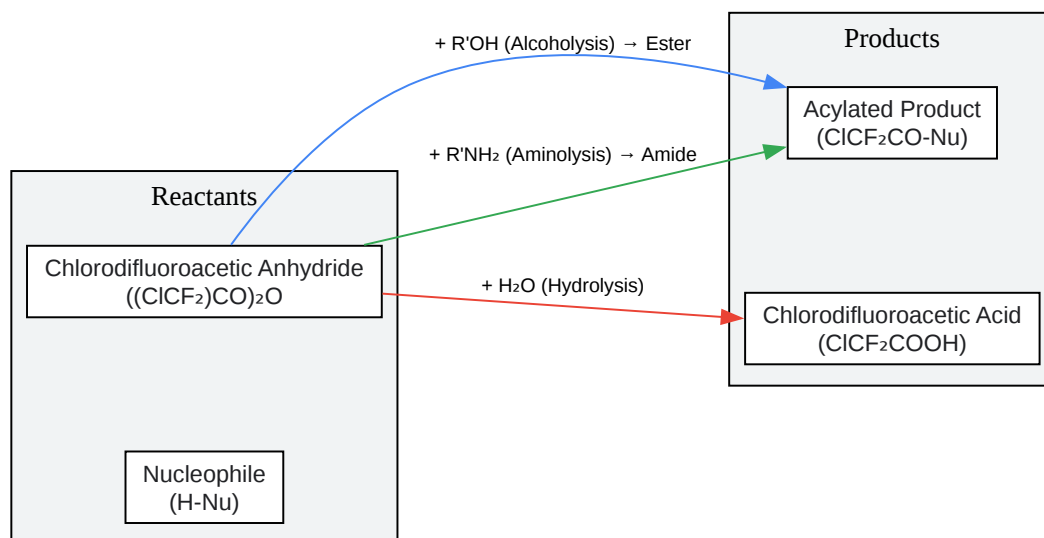 Products
+ R'OH (Alcoholysis) → Ester
Acylated Product
(ClCF₂CO-Nu)
+ R'NH₂ (Aminolysis) → Amide
Reactants
Chlorodifluoroacetic Anhydride
((ClCF₂)CO)₂O
+ H₂O (Hydrolysis)
Chlorodifluoroacetic Acid
(ClCF₂COOH)
Nucleophile
(H-Nu)